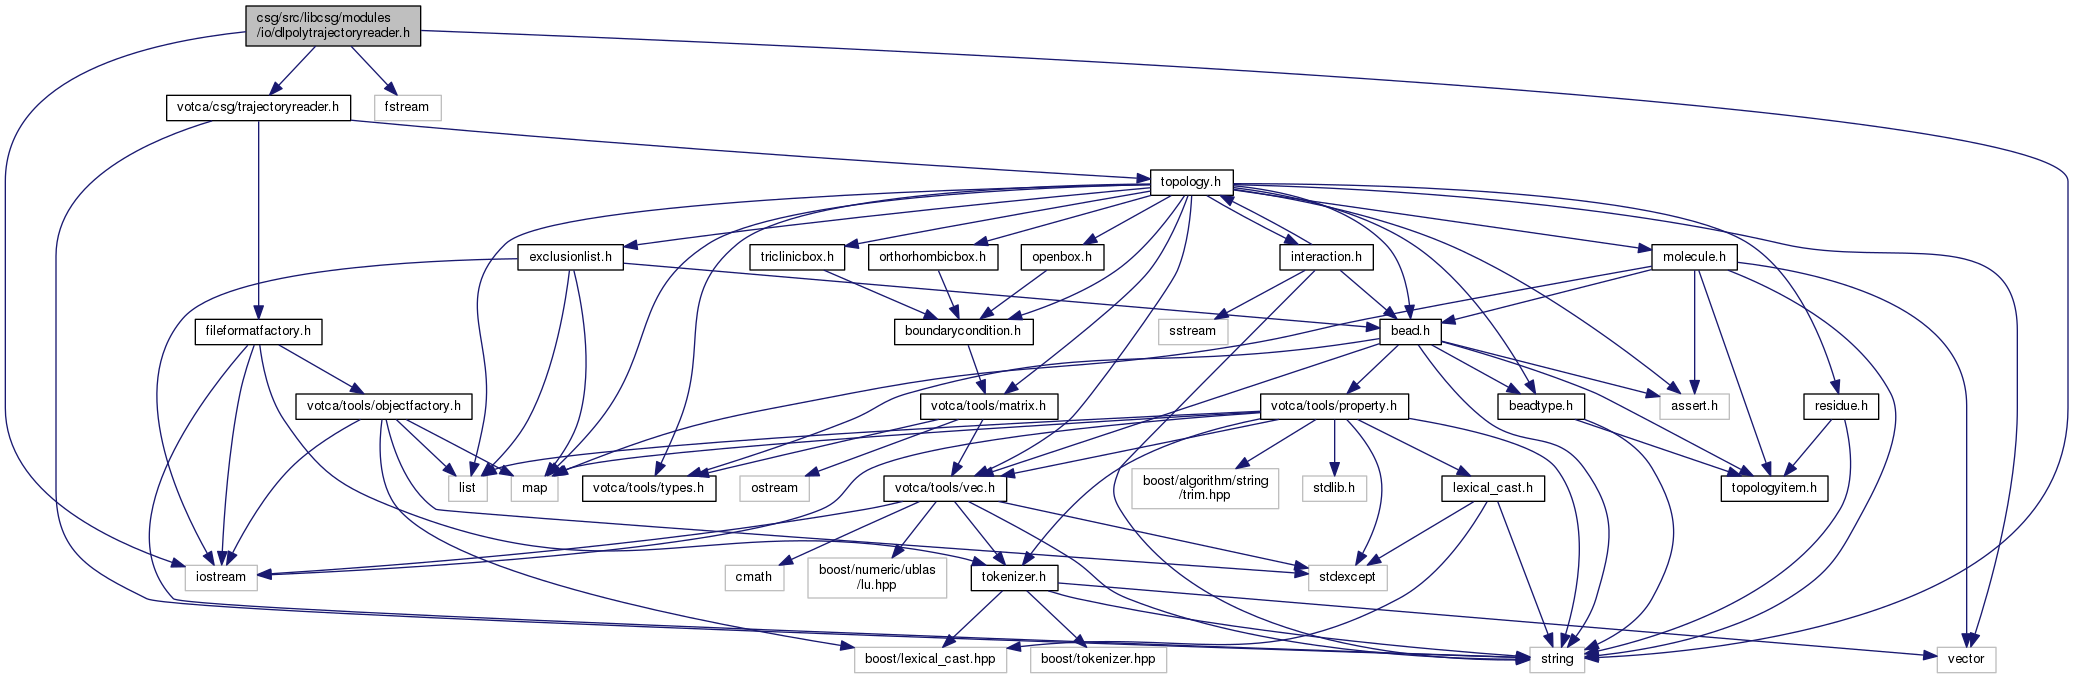 csg/src/libcsg/modules
/io/dlpolytrajectoryreader.h
votca/csg/trajectoryreader.h
fstream
topology.h
exclusionlist.h
triclinicbox.h
orthorhombicbox.h
openbox.h
interaction.h
molecule.h
fileformatfactory.h
boundarycondition.h
sstream
bead.h
votca/tools/objectfactory.h
votca/tools/matrix.h
votca/tools/property.h
beadtype.h
assert.h
residue.h
list
map
votca/tools/types.h
ostream
votca/tools/vec.h
boost/algorithm/string
/trim.hpp
stdlib.h
lexical_cast.h
topologyitem.h
iostream
cmath
boost/numeric/ublas
/lu.hpp
tokenizer.h
stdexcept
boost/lexical_cast.hpp
boost/tokenizer.hpp
string
vector